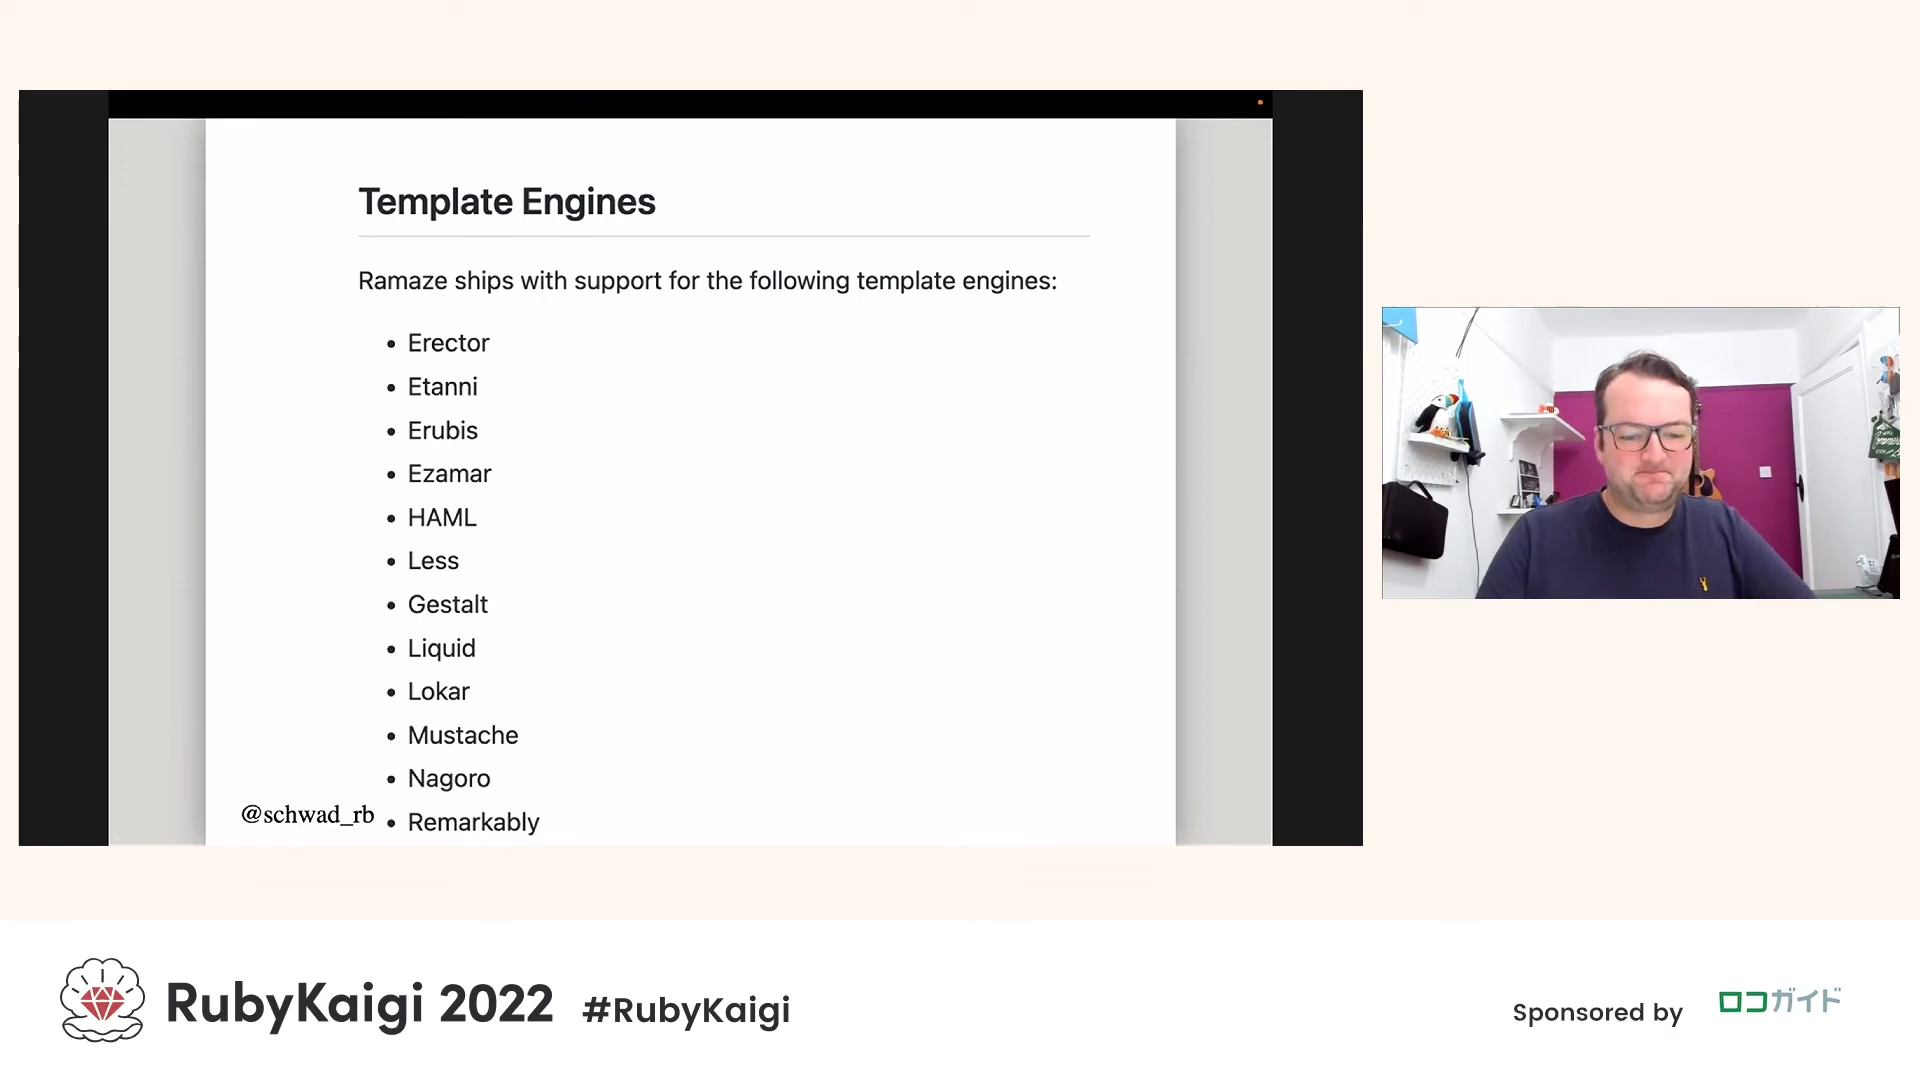 Template Engines
Ramaze ships with support for the following template engines:
• Erector
• Etanni
• Erubis
• Ezamar
• HAML
• Less
• Gestalt
• Liquid
• Lokar
• Mustache
• Nagoro
• Remarkably
@schwad_rb
RubyKaigi 2022 #RubyKaigi
Sponsored by ロコガイド